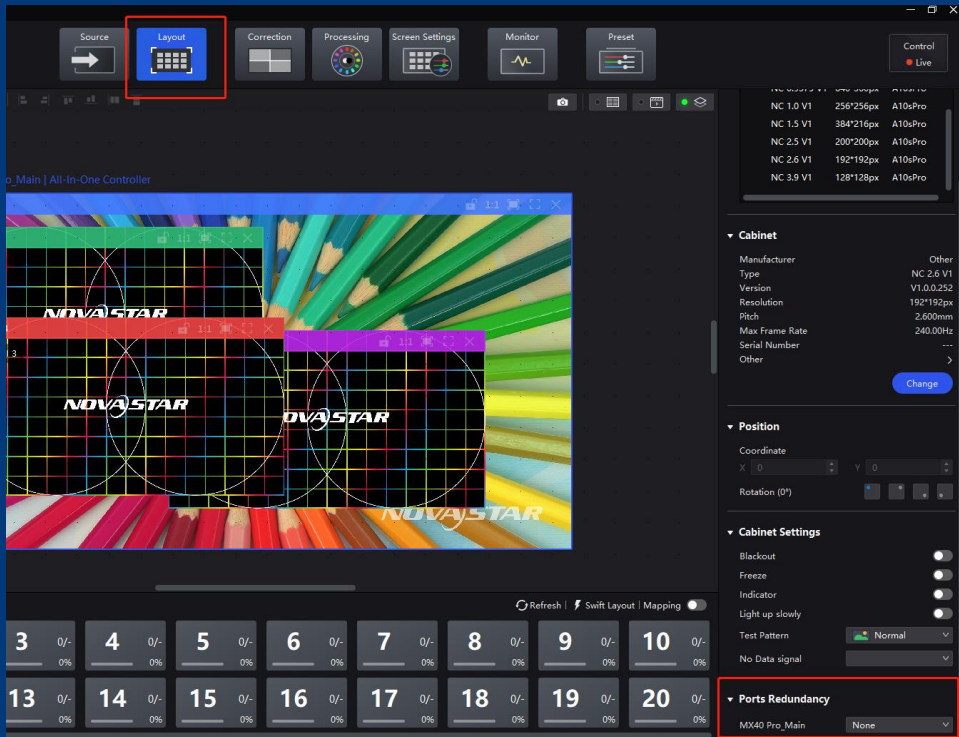 Source
Layout
Correction
Processing
Screen Settings
Monitor
Preset
Control
Live
NC 1.0 V1 256*256px A10sPro
NC 1.5 V1 384*216px A10sPro
NC 2.5 V1 200*200px A10sPro
NC 2.6 V1 192*192px A10sPro
NC 3.9 V1 128*128px A10sPro
o_Main | All-In-One Controller
1:1
1:1
NOVASTAR
1:1
3
NOVASTAR
1:1
OVASTAR
NOVASTAR
Cabinet
Manufacturer Other
Type NC 2.6 V1
Version V1.0.0.252
Resolution 192*192px
Pitch 2.600mm
Max Frame Rate 240.00Hz
Serial Number ---
Other >
Change
Position
Coordinate
X 0 Y 0
Rotation (0°)
Cabinet Settings
Blackout
Freeze
Indicator
Light up slowly
Test Pattern Normal
No Data signal
Refresh | Swift Layout | Mapping
3 0/- 4 0/- 5 0/- 6 0/- 7 0/- 8 0/- 9 0/- 10 0/-
0% 0% 0% 0% 0% 0% 0% 0%
13 0/- 14 0/- 15 0/- 16 0/- 17 0/- 18 0/- 19 0/- 20 0/-
0% 0% 0% 0% 0% 0% 0% 0%
Ports Redundancy
MX40 Pro_Main None